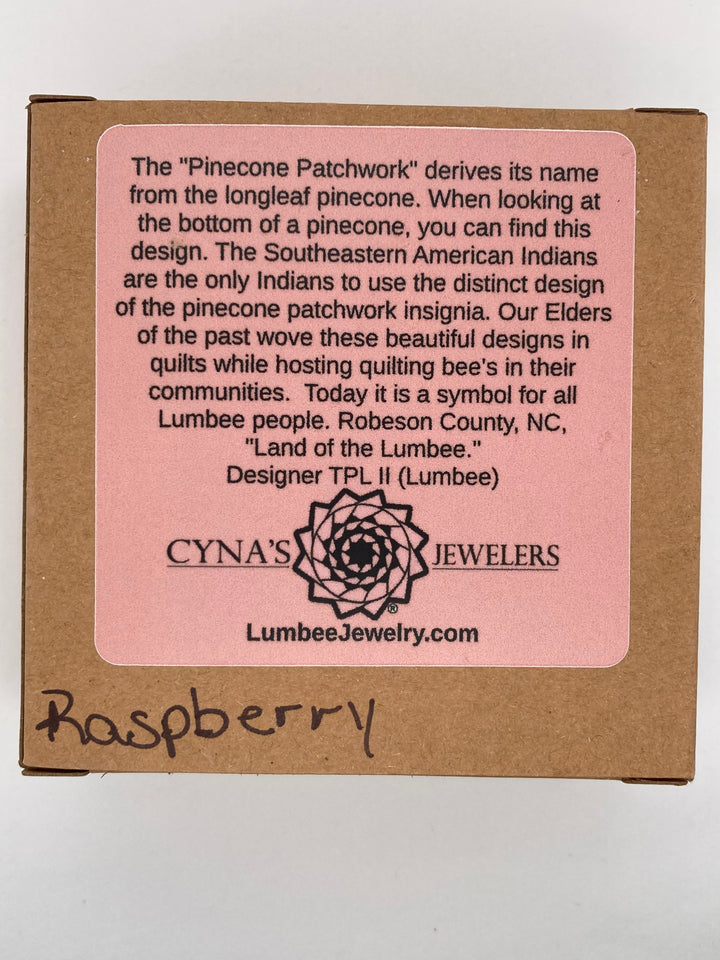 The "Pinecone Patchwork" derives its name
from the longleaf pinecone. When looking at
the bottom of a pinecone, you can find this
design. The Southeastern American Indians
are the only Indians to use the distinct design
of the pinecone patchwork insignia. Our Elders
of the past wove these beautiful designs in
quilts while hosting quilting bee's in their
communities.  Today it is a symbol for all
Lumbee people. Robeson County, NC,
"Land of the Lumbee."
Designer TPL II (Lumbee)
CYNA'S JEWELERS
®
LumbeeJewelry.com
Raspberry